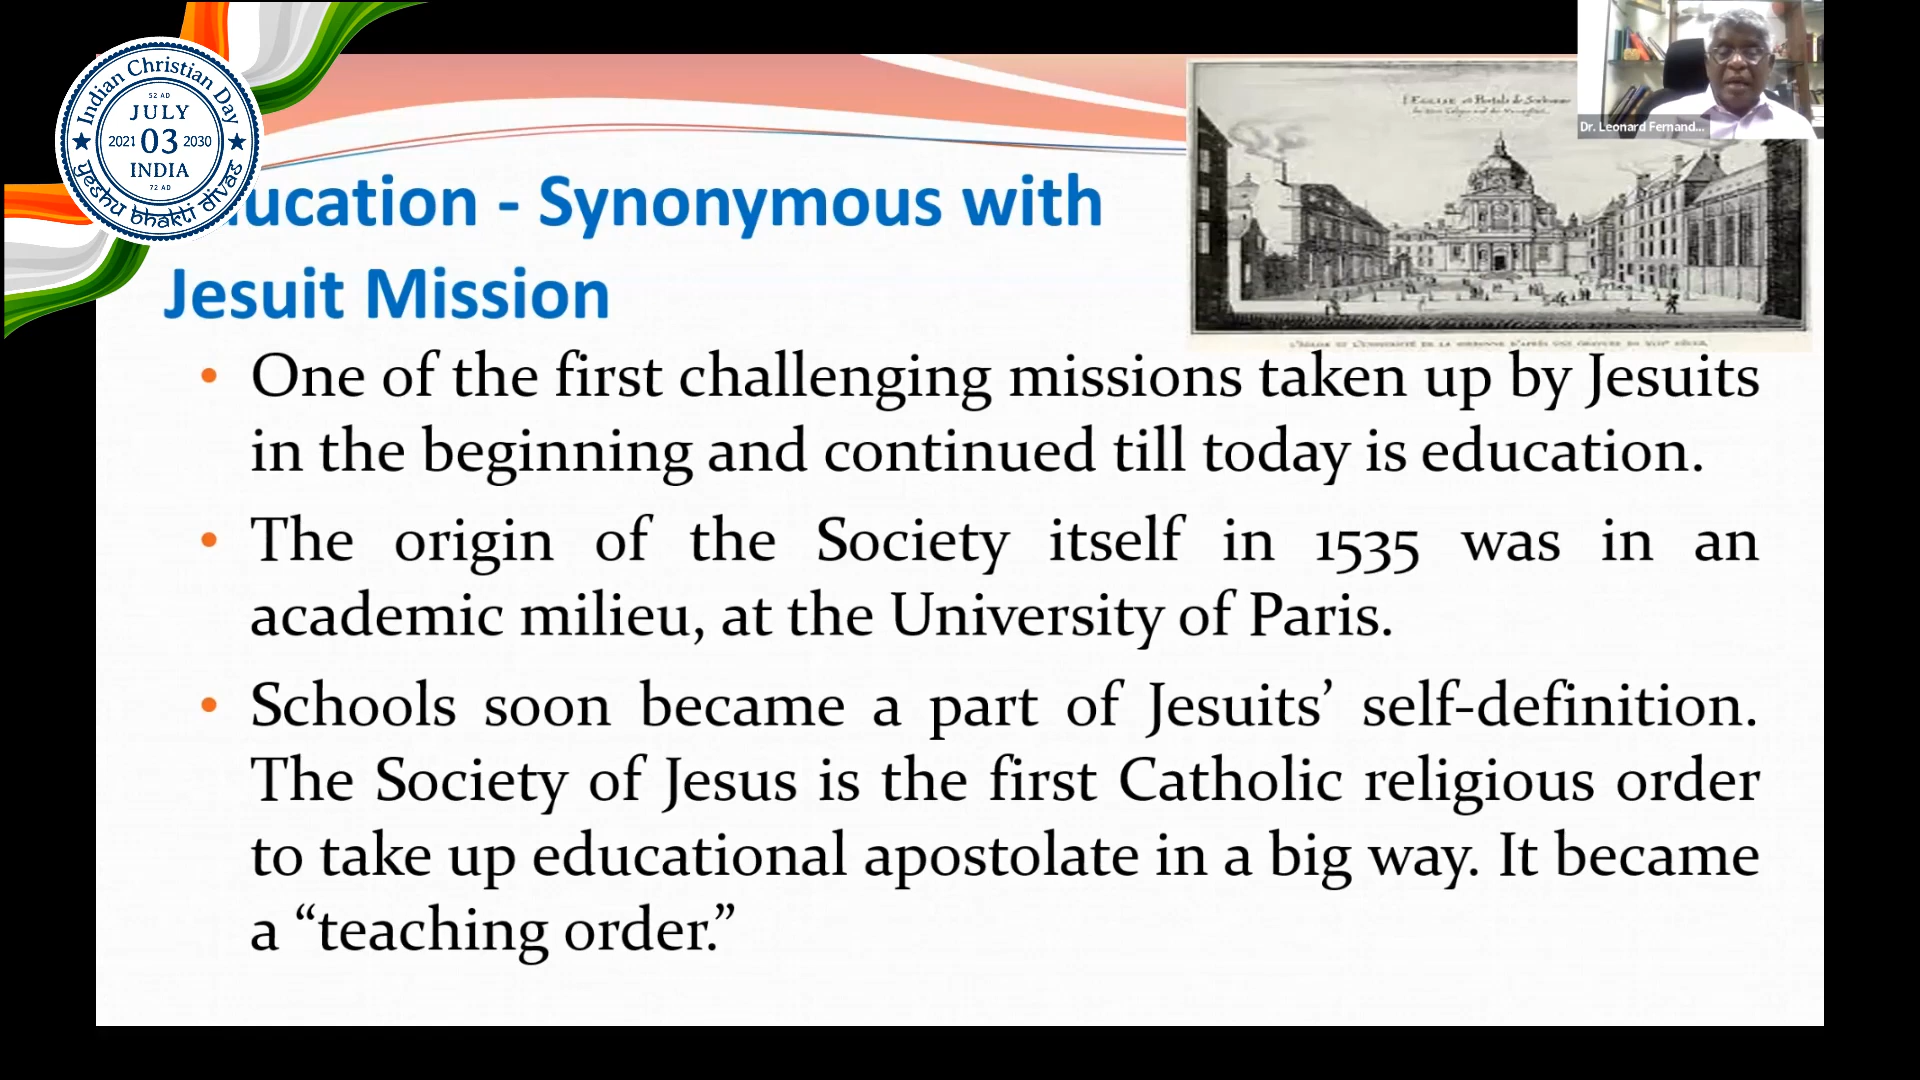 Indian Christian Day
52 AD
JULY
2021 03 2030
INDIA
72 AD
yeshu bhakti divas
Dr. Leonard Fernand...
ucation - Synonymous with
Jesuit Mission
• One of the first challenging missions taken up by Jesuits
in the beginning and continued till today is education.
• The origin of the Society itself in 1535 was in an
academic milieu, at the University of Paris.
• Schools soon became a part of Jesuits’ self-definition.
The Society of Jesus is the first Catholic religious order
to take up educational apostolate in a big way. It became
a “teaching order.”